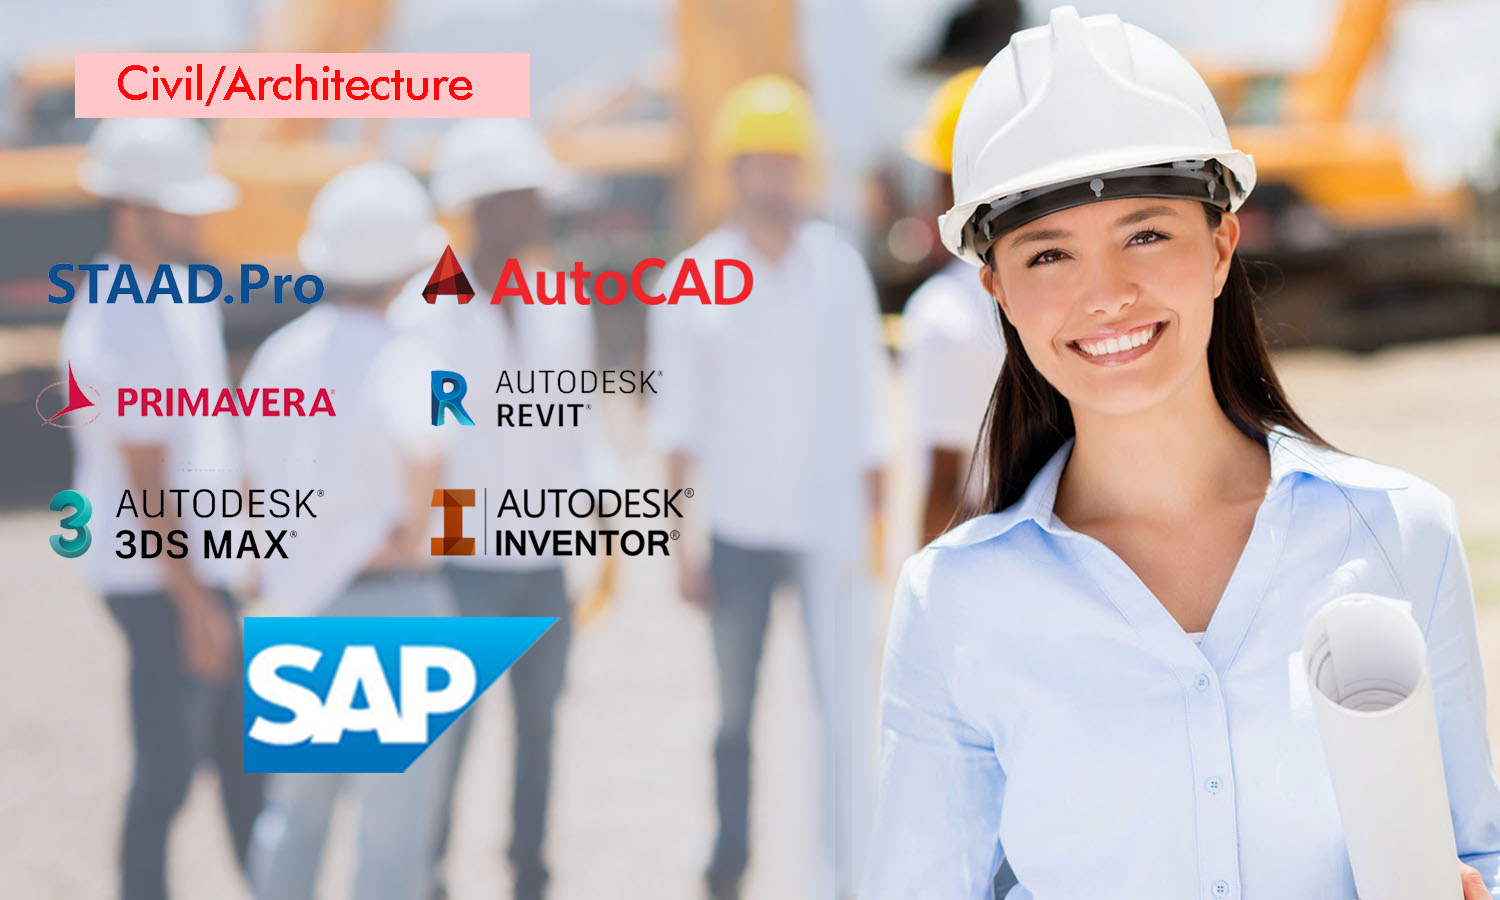 Civil/Architecture
STAAD.Pro
AutoCAD
PRIMAVERA®
AUTODESK®
REVIT®
AUTODESK®
3DS MAX®
AUTODESK®
INVENTOR®
SAP